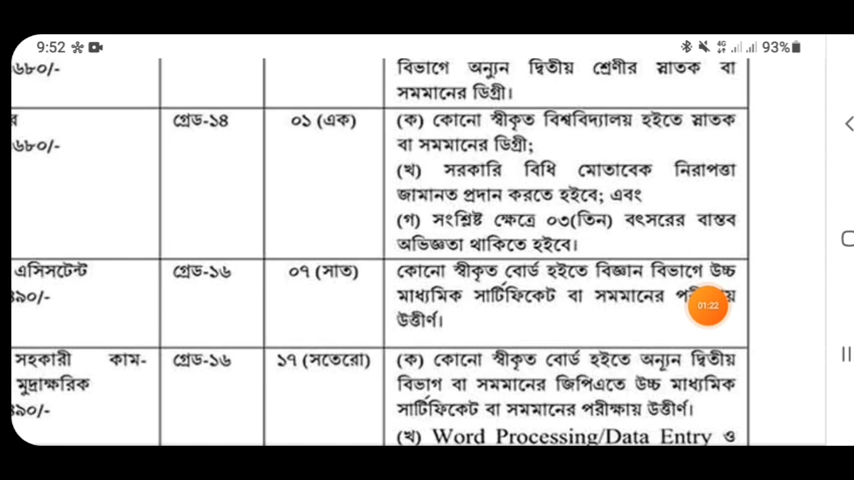 9:52
93%
৬৮০/-
বিভাগে অন্যূন দ্বিতীয় শ্রেণীর স্নাতক বা
সমমানের ডিগ্রী।
র
৬৮০/-
গ্রেড-১৪
০১ (এক)
(ক) কোনো স্বীকৃত বিশ্ববিদ্যালয় হইতে স্নাতক
বা সমমানের ডিগ্রী;
(খ) সরকারি বিধি মোতাবেক নিরাপত্তা
জামানত প্রদান করতে হইবে; এবং
(গ) সংশ্লিষ্ট ক্ষেত্রে ০৩(তিন) বৎসরের বাস্তব
অভিজ্ঞতা থাকিতে হইবে।
এসিসটেন্ট
৪৯০/-
গ্রেড-১৬
০৭ (সাত)
কোনো স্বীকৃত বোর্ড হইতে বিজ্ঞান বিভাগে উচ্চ
মাধ্যমিক সার্টিফিকেট বা সমমানের
উত্তীর্ণ।
01:22
সহকারী কাম-
মুদ্রাক্ষরিক
৪৯০/-
গ্রেড-১৬
১৭ (সতেরো)
(ক) কোনো স্বীকৃত বোর্ড হইতে অন্যূন দ্বিতীয়
বিভাগ বা সমমানের জিপিএতে উচ্চ মাধ্যমিক
সার্টিফিকেট বা সমমানের পরীক্ষায় উত্তীর্ণ।
(খ) Word Processing/Data Entry ও